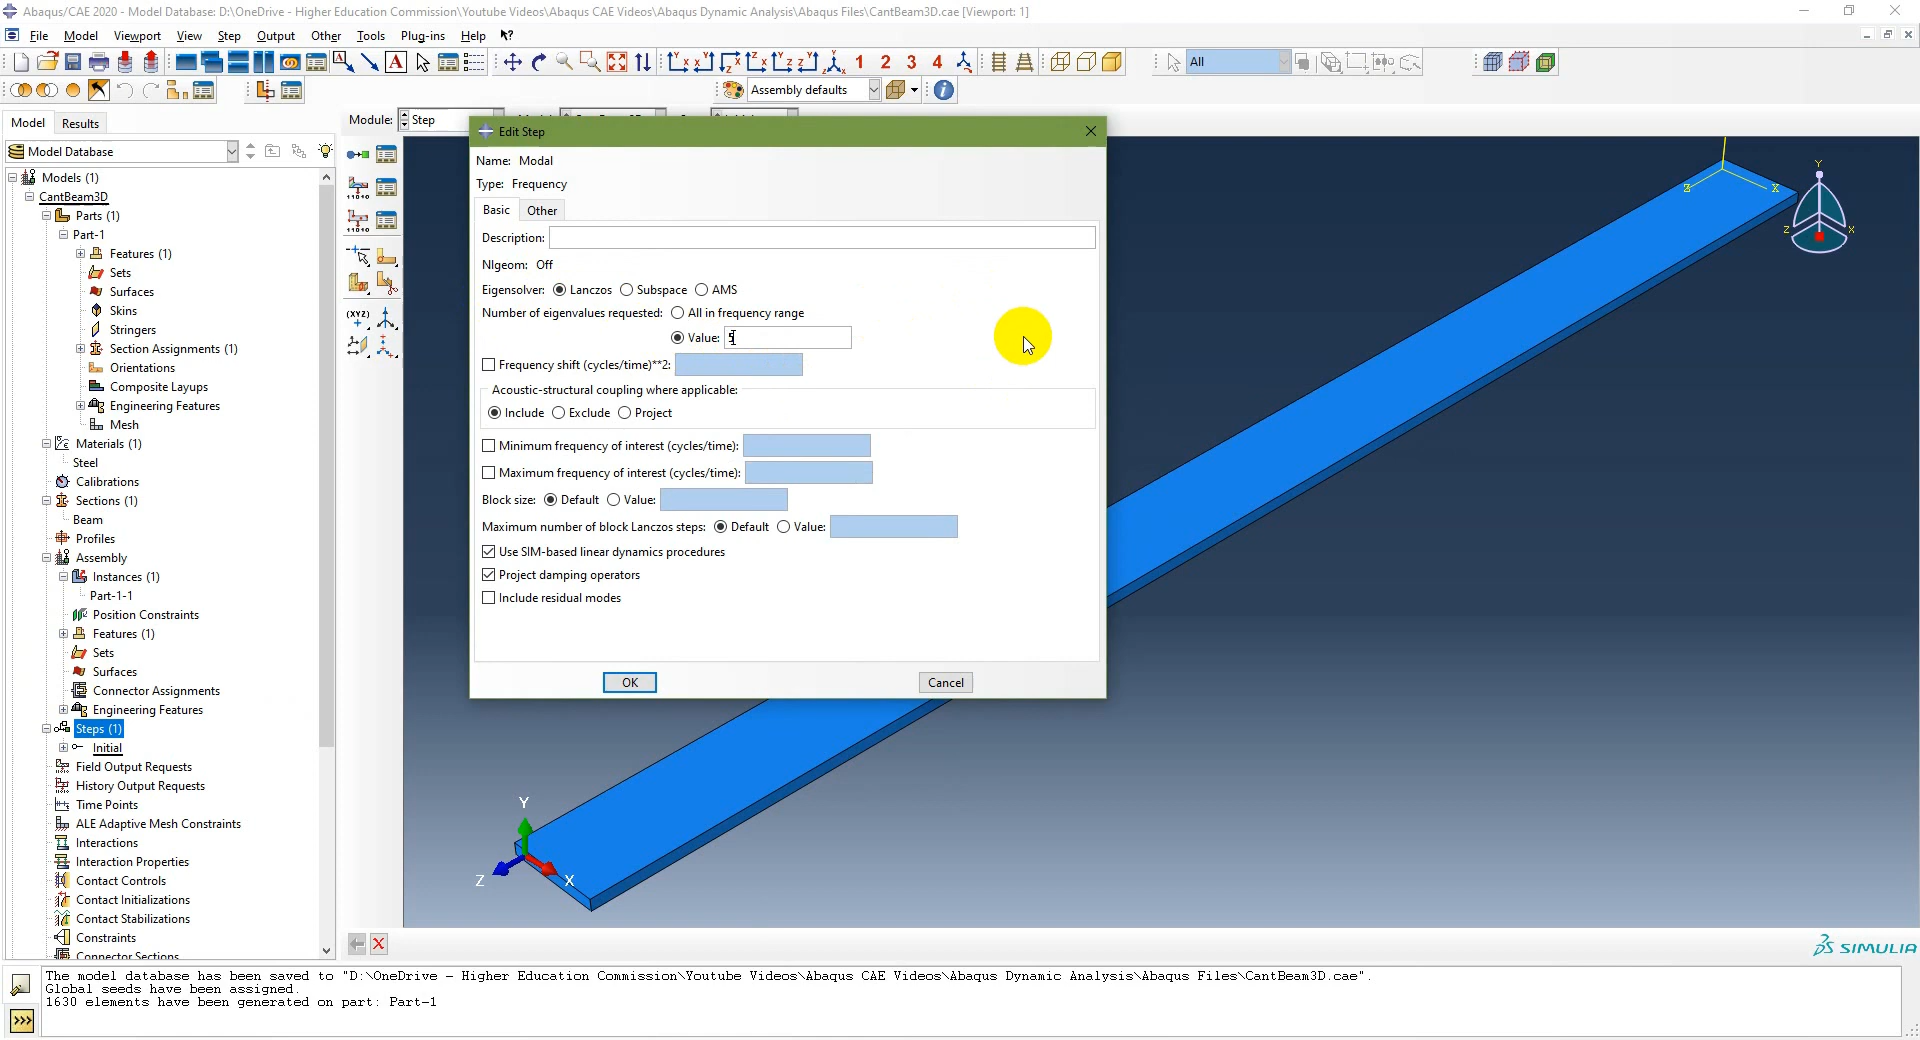 Abaqus/CAE 2020 - Model Database: D:\OneDrive - Higher Education Commission\Youtube Videos\Abaqus CAE Videos\Abaqus Dynamic Analysis\Abaqus Files\CantBeam3D.cae [Viewport: 1]
File Model Viewport View Step Output Other Tools Plug-ins Help
1 2 3 4 All
Assembly defaults
Model Results
Module: Step
Model Database
Models (1)
CantBeam3D
Parts (1)
Part-1
Features (1)
Sets
Surfaces
Skins
Stringers
Section Assignments (1)
Orientations
Composite Layups
Engineering Features
Mesh
Materials (1)
Steel
Calibrations
Sections (1)
Beam
Profiles
Assembly
Instances (1)
Part-1-1
Position Constraints
Features (1)
Sets
Surfaces
Connector Assignments
Engineering Features
Steps (1)
Initial
Field Output Requests
History Output Requests
Time Points
ALE Adaptive Mesh Constraints
Interactions
Interaction Properties
Contact Controls
Contact Initializations
Contact Stabilizations
Constraints
Connector Sections
Edit Step
Name: Modal
Type: Frequency
Basic Other
Description:
Nlgeom: Off
Eigensolver: Lanczos Subspace AMS
Number of eigenvalues requested: All in frequency range
Value: 5
Frequency shift (cycles/time)**2:
Acoustic-structural coupling where applicable:
Include Exclude Project
Minimum frequency of interest (cycles/time):
Maximum frequency of interest (cycles/time):
Block size: Default Value:
Maximum number of block Lanczos steps: Default Value:
Use SIM-based linear dynamics procedures
Project damping operators
Include residual modes
OK Cancel
Z X
Y
Z X
Y
Z X
SIMULIA
The model database has been saved to "D:\OneDrive - Higher Education Commission\Youtube Videos\Abaqus CAE Videos\Abaqus Dynamic Analysis\Abaqus Files\CantBeam3D.cae".
Global seeds have been assigned.
1630 elements have been generated on part: Part-1